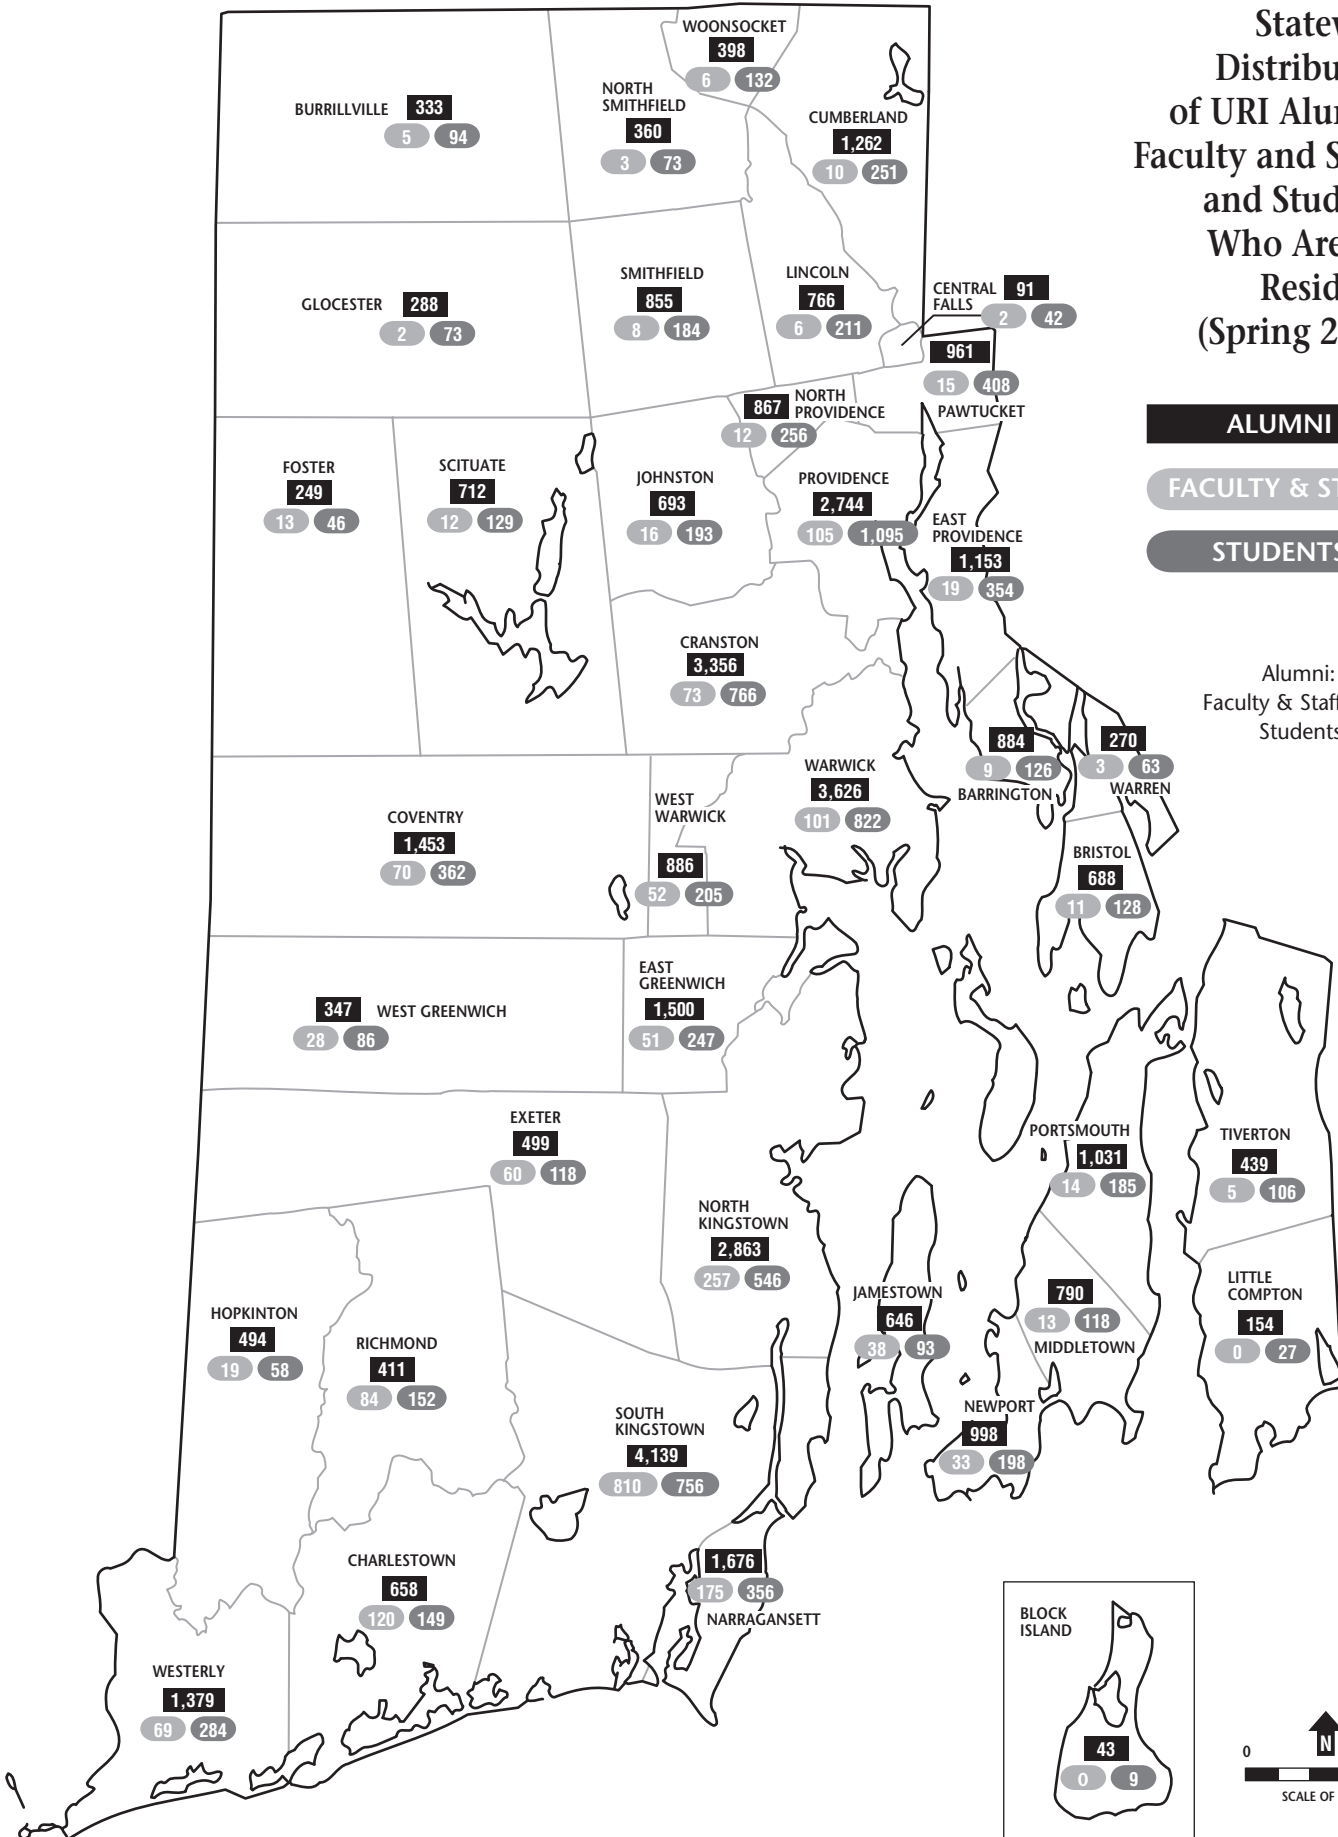 WOONSOCKET
398
6 132
BURRILLVILLE 333
5 94
NORTH
SMITHFIELD
360
3 73
CUMBERLAND
1,262
10 251
GLOCESTER 288
2 73
SMITHFIELD
855
8 184
LINCOLN
766
6 211
CENTRAL
FALLS
91
2 42
961
15 408
PAWTUCKET
867
NORTH
PROVIDENCE
12 256
FOSTER
249
13 46
SCITUATE
712
12 129
JOHNSTON
693
16 193
PROVIDENCE
2,744
105 1,095
EAST
PROVIDENCE
1,153
19 354
CRANSTON
3,356
73 766
884
9 126
BARRINGTON
270
3 63
WARREN
WARWICK
3,626
101 822
COVENTRY
1,453
70 362
WEST
WARWICK
886
52 205
BRISTOL
688
11 128
347 WEST GREENWICH
28 86
EAST
GREENWICH
1,500
51 247
EXETER
499
60 118
PORTSMOUTH
1,031
14 185
TIVERTON
439
5 106
NORTH
KINGSTOWN
2,863
257 546
HOPKINTON
494
19 58
RICHMOND
411
84 152
JAMESTOWN
646
38 93
790
13 118
MIDDLETOWN
LITTLE
COMPTON
154
0 27
SOUTH
KINGSTOWN
4,139
810 756
NEWPORT
998
33 198
CHARLESTOWN
658
120 149
1,676
175 356
NARRAGANSETT
WESTERLY
1,379
69 284
BLOCK
ISLAND
43
0 9
Statew
Distribu
of URI Alu
Faculty and S
and Stud
Who Are
Resid
(Spring 2
ALUMNI
FACULTY & ST
STUDENTS
Alumni:
Faculty & Staff
Students
0 N
SCALE OF